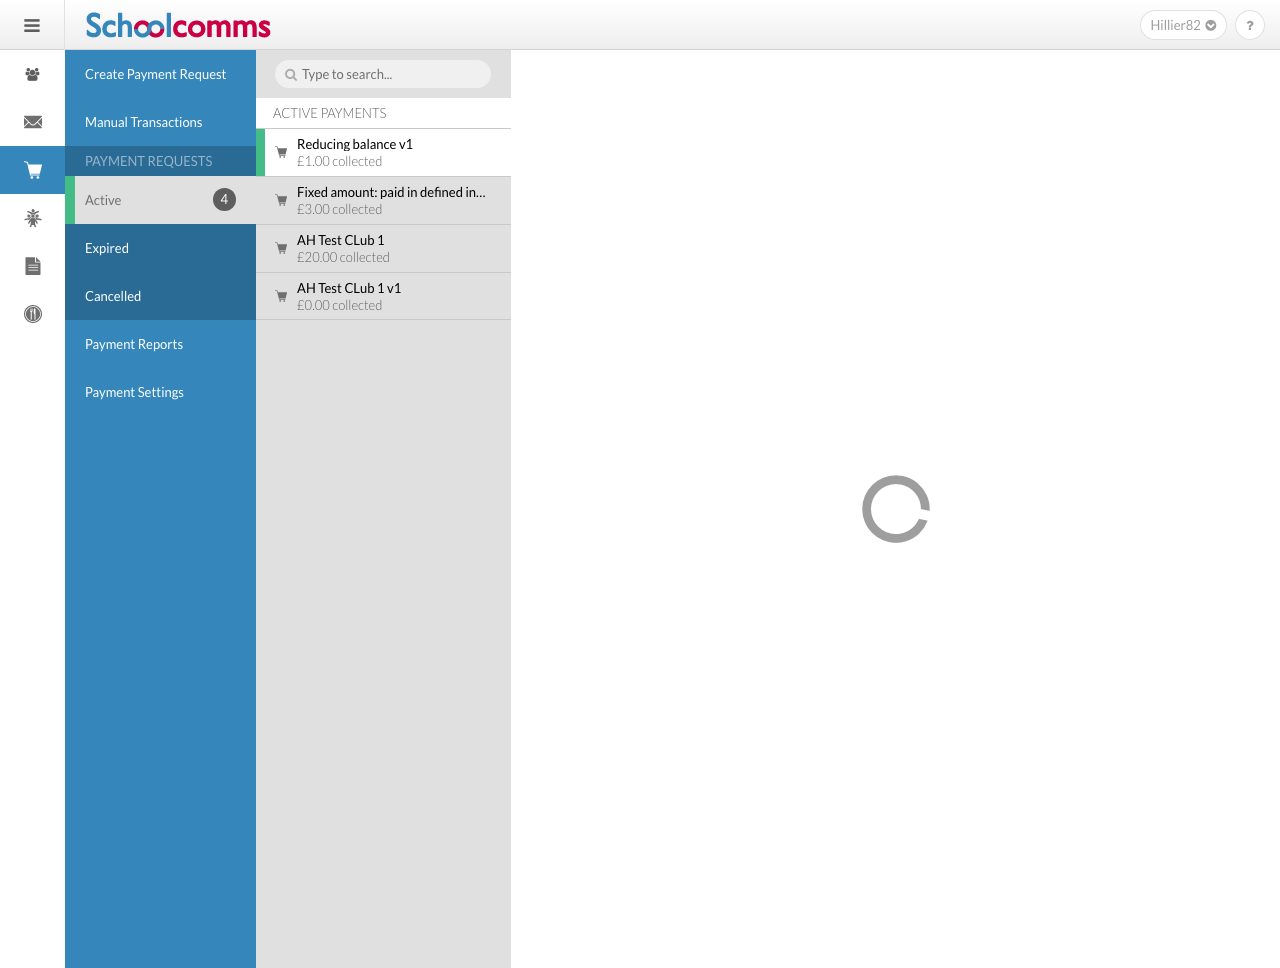 Schoolcomms
Hillier82
?
Create Payment Request
Manual Transactions
PAYMENT REQUESTS
Active
4
Expired
Cancelled
Payment Reports
Payment Settings
Type to search...
ACTIVE PAYMENTS
Reducing balance v1
£1.00 collected
Fixed amount: paid in defined in...
£3.00 collected
AH Test CLub 1
£20.00 collected
AH Test CLub 1 v1
£0.00 collected